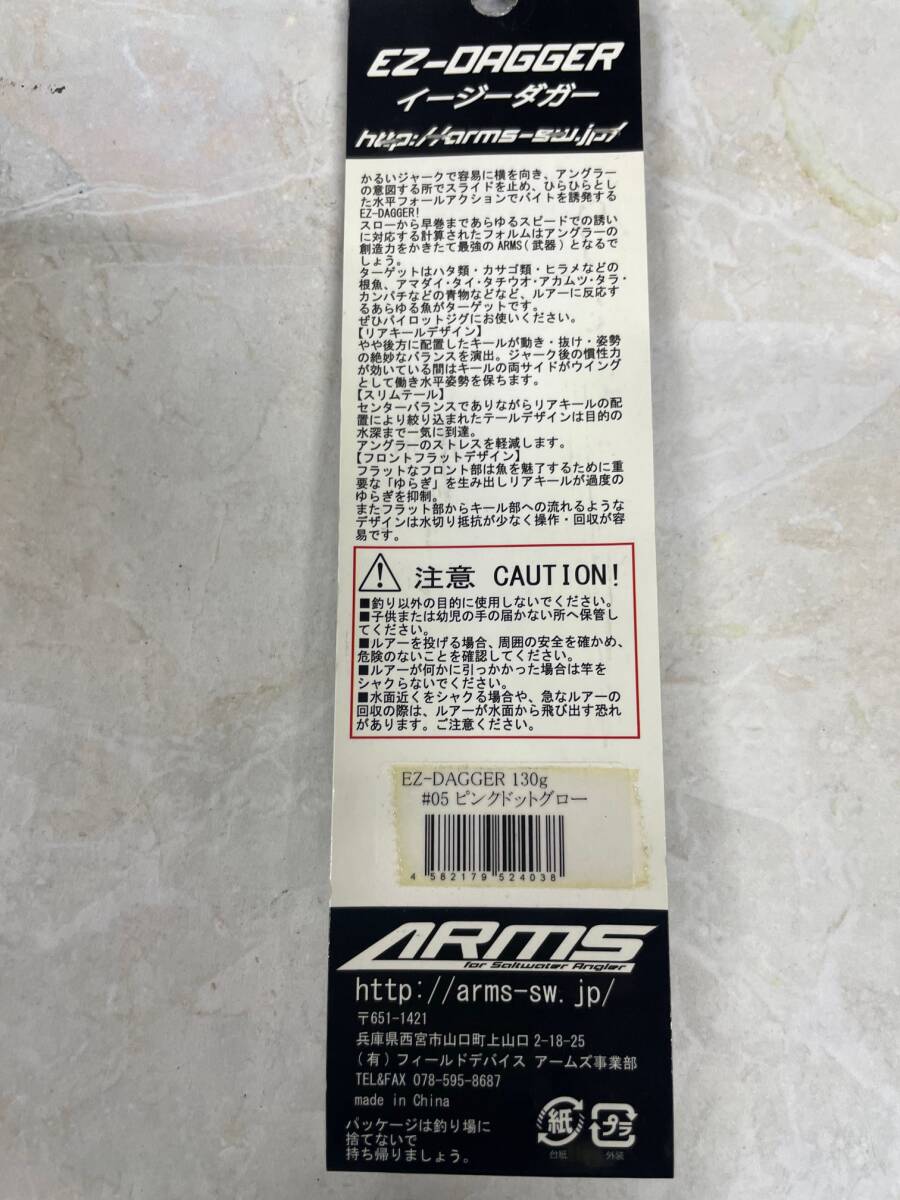 EZ-DAGGER
イージーダガー
http://arms-sw.jp/
かるいジャークで容易に横を向き、アングラー
の意図する所でスライドを止め、ひらひらとし
た水平フォールアクションでバイトを誘発する
EZ-DAGGER!
スローから早巻まであらゆるスピードでの誘い
に対応する計算されたフォルムはアングラーの
創造力をかきたて最強のARMS(武器)となるで
しょう。
ターゲットはハタ類・カサゴ類・ヒラメなどの
根魚、アマダイ・タイ・タチウオ・アカムツ・タラ・
カンパチなどの青物などなど、ルアーに反応す
るあらゆる魚がターゲットです。
ぜひパイロットジグにお使いください。
【リアキールデザイン】
やや後方に配置したキールが動き・抜け・姿勢
の絶妙なバランスを演出。ジャーク後の慣性力
が効いている間はキールの両サイドがウイング
として働き水平姿勢を保ちます。
【スリムテール】
センターバランスでありながらリアキールの配
置により絞り込まれたテールデザインは目的の
水深まで一気に到達。
アングラーのストレスを軽減します。
【フロントフラットデザイン】
フラットなフロント部は魚を魅了するために重
要な「ゆらぎ」を生み出しリアキールが過度の
ゆらぎを抑制。
またフラット部からキール部への流れるような
デザインは水切り抵抗が少なく操作・回収が容
易です。
注意 CAUTION!
■釣り以外の目的に使用しないでください。
■子供または幼児の手の届かない所へ保管し
てください。
■ルアーを投げる場合、周囲の安全を確かめ、
危険のないことを確認してください。
■ルアーが何かに引っかかった場合は竿を
シャクらないでください。
■水面近くをシャクる場合や、急なルアーの
回収の際は、ルアーが水面から飛び出す恐れ
があります。ご注意ください。
EZ-DAGGER 130g
#05 ピンクドットグロー
4 582179 524038
ARMS
for Saltwater Angler
http://arms-sw.jp/
〒651-1421
兵庫県西宮市山口町上山口 2-18-25
(有)フィールドデバイス アームズ事業部
TEL&FAX 078-595-8687
made in China
パッケージは釣り場に
捨てないで
持ち帰りましょう。
紙 プラ
台紙 外装